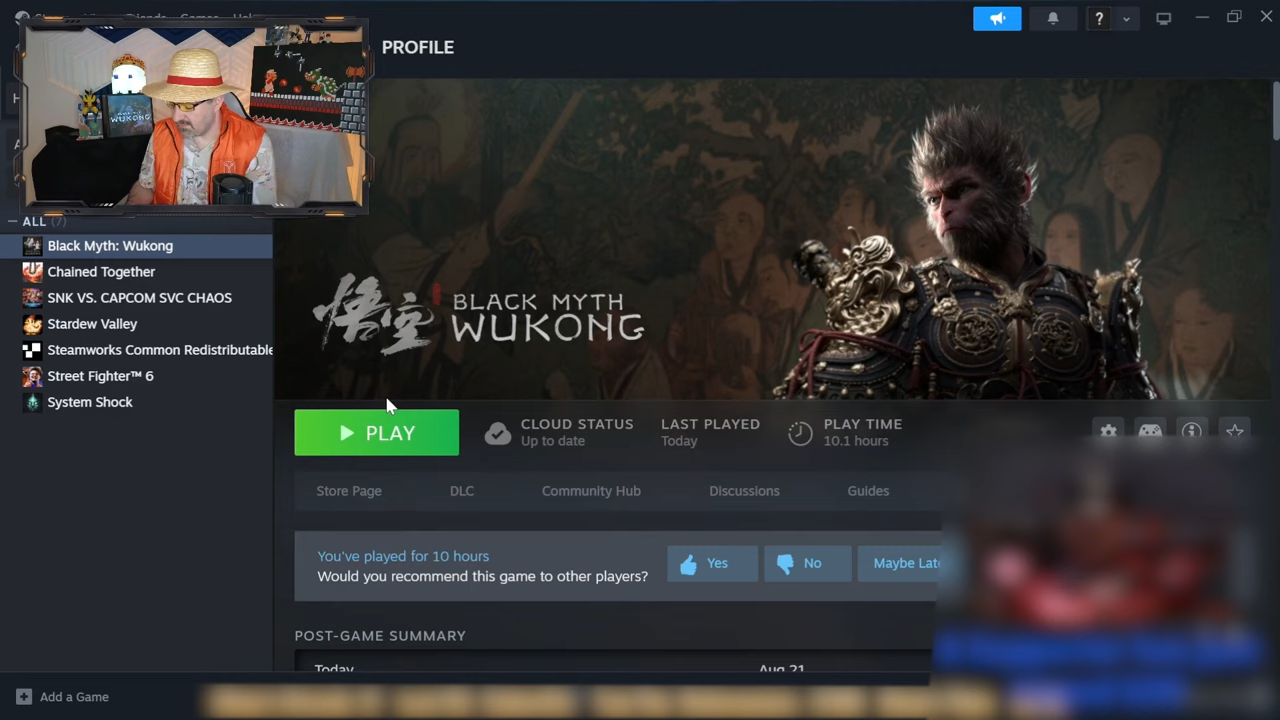 PROFILE
WUKONG
ALL (7)
Black Myth: Wukong
Chained Together
SNK VS. CAPCOM SVC CHAOS
Stardew Valley
Steamworks Common Redistributable
Street Fighter™ 6
System Shock
悟空
BLACK MYTH
WUKONG
PLAY
CLOUD STATUS
Up to date
LAST PLAYED
Today
PLAY TIME
10.1 hours
Store Page
DLC
Community Hub
Discussions
Guides
You've played for 10 hours
Would you recommend this game to other players?
Yes
No
Maybe Late
POST-GAME SUMMARY
Today
Aug 21
Add a Game